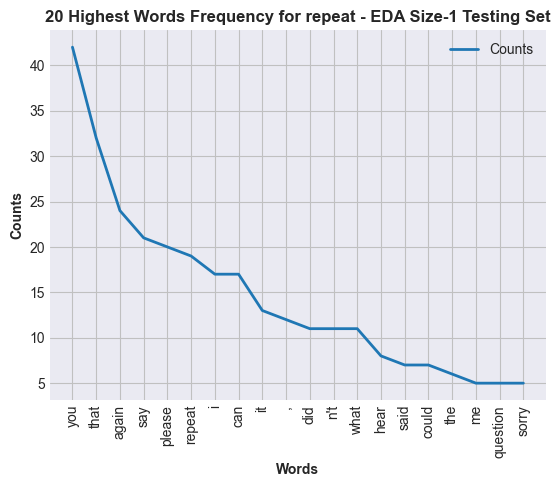 20 Highest Words Frequency for repeat - EDA Size-1 Testing Set
Counts
Counts
40
35
30
25
20
15
10
5
you
that
again
say
please
repeat
i
can
it
,
did
n't
what
hear
said
could
the
me
question
sorry
Words